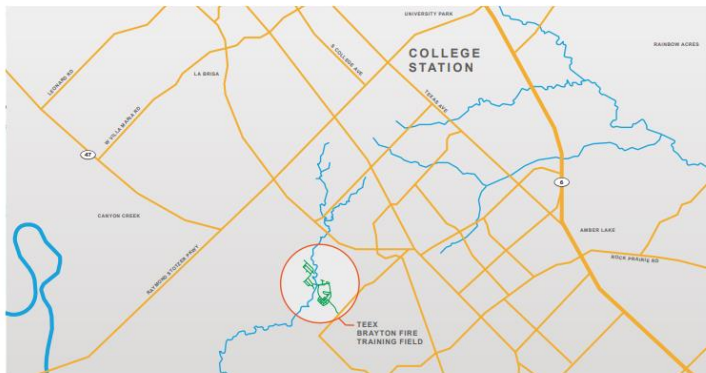 UNIVERSITY PARK
COLLEGE
STATION
RAINBOW ACRES
S COLLEGE AVE
LA BRISA
LEONARD RD
TEXAS AVE
W VILLA MARIA RD
47
6
CANYON CREEK
AMBER LAKE
ROCK PRAIRIE RD
RAYMOND STOTZER PKWY
TEEX
BRAYTON FIRE
TRAINING FIELD